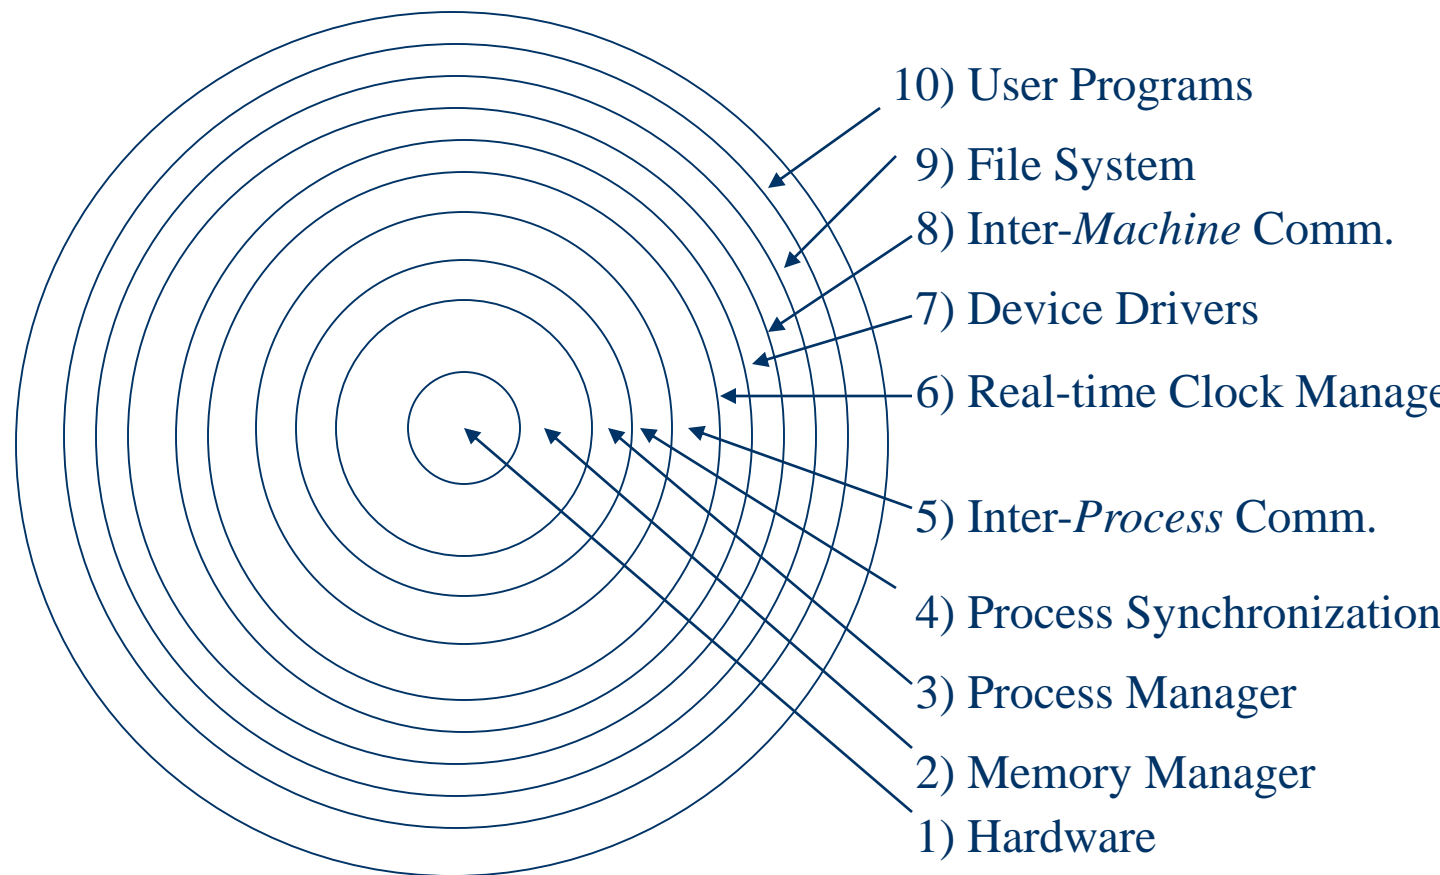 10) User Programs
9) File System
8) Inter-Machine Comm.
7) Device Drivers
6) Real-time Clock Manage
5) Inter-Process Comm.
4) Process Synchronization
3) Process Manager
2) Memory Manager
1) Hardware